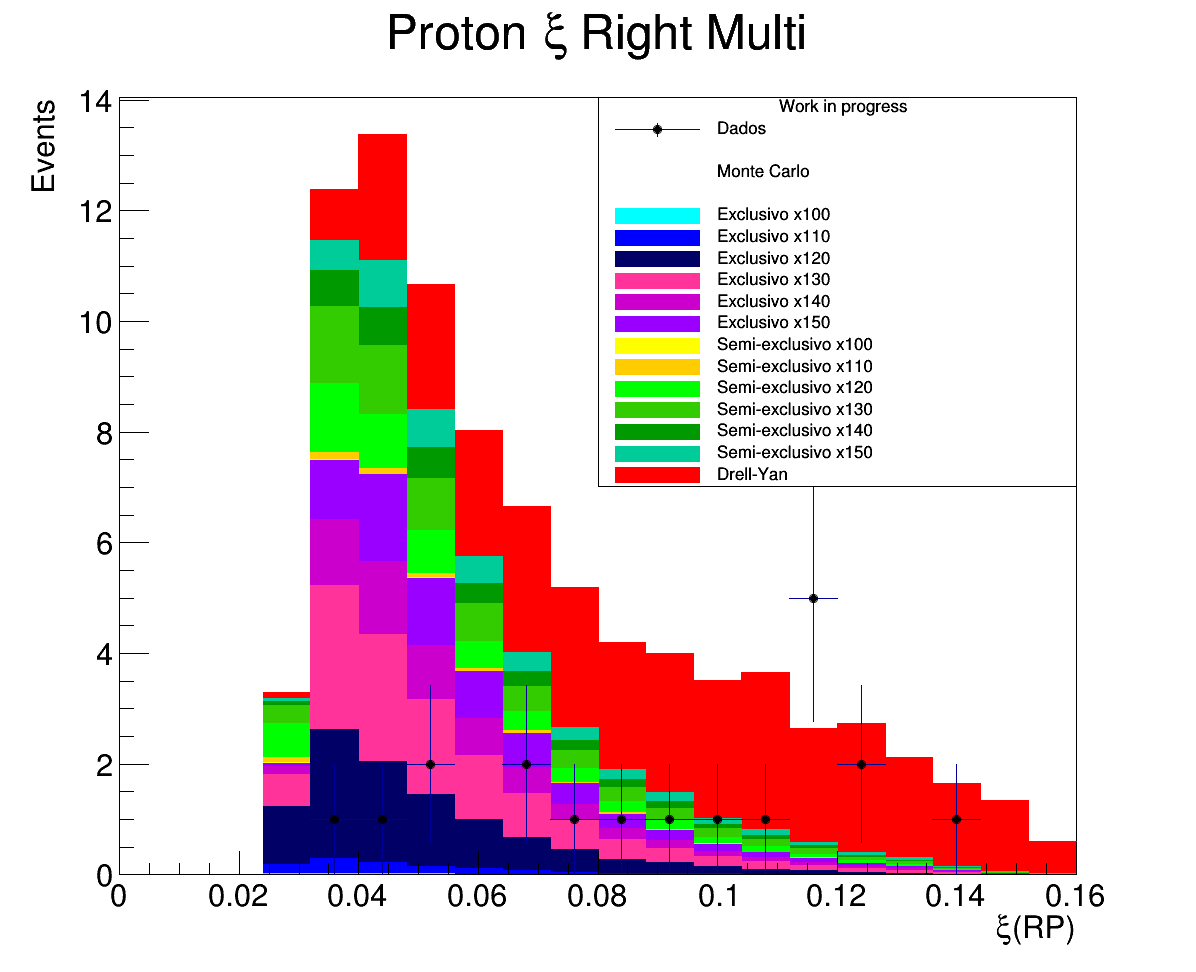 Proton ξ Right Multi
Events
14
12
10
8
6
4
2
0
Work in progress
Dados
Monte Carlo
Exclusivo x100
Exclusivo x110
Exclusivo x120
Exclusivo x130
Exclusivo x140
Exclusivo x150
Semi-exclusivo x100
Semi-exclusivo x110
Semi-exclusivo x120
Semi-exclusivo x130
Semi-exclusivo x140
Semi-exclusivo x150
Drell-Yan
0 0.02 0.04 0.06 0.08 0.1 0.12 0.14 0.16
ξ(RP)